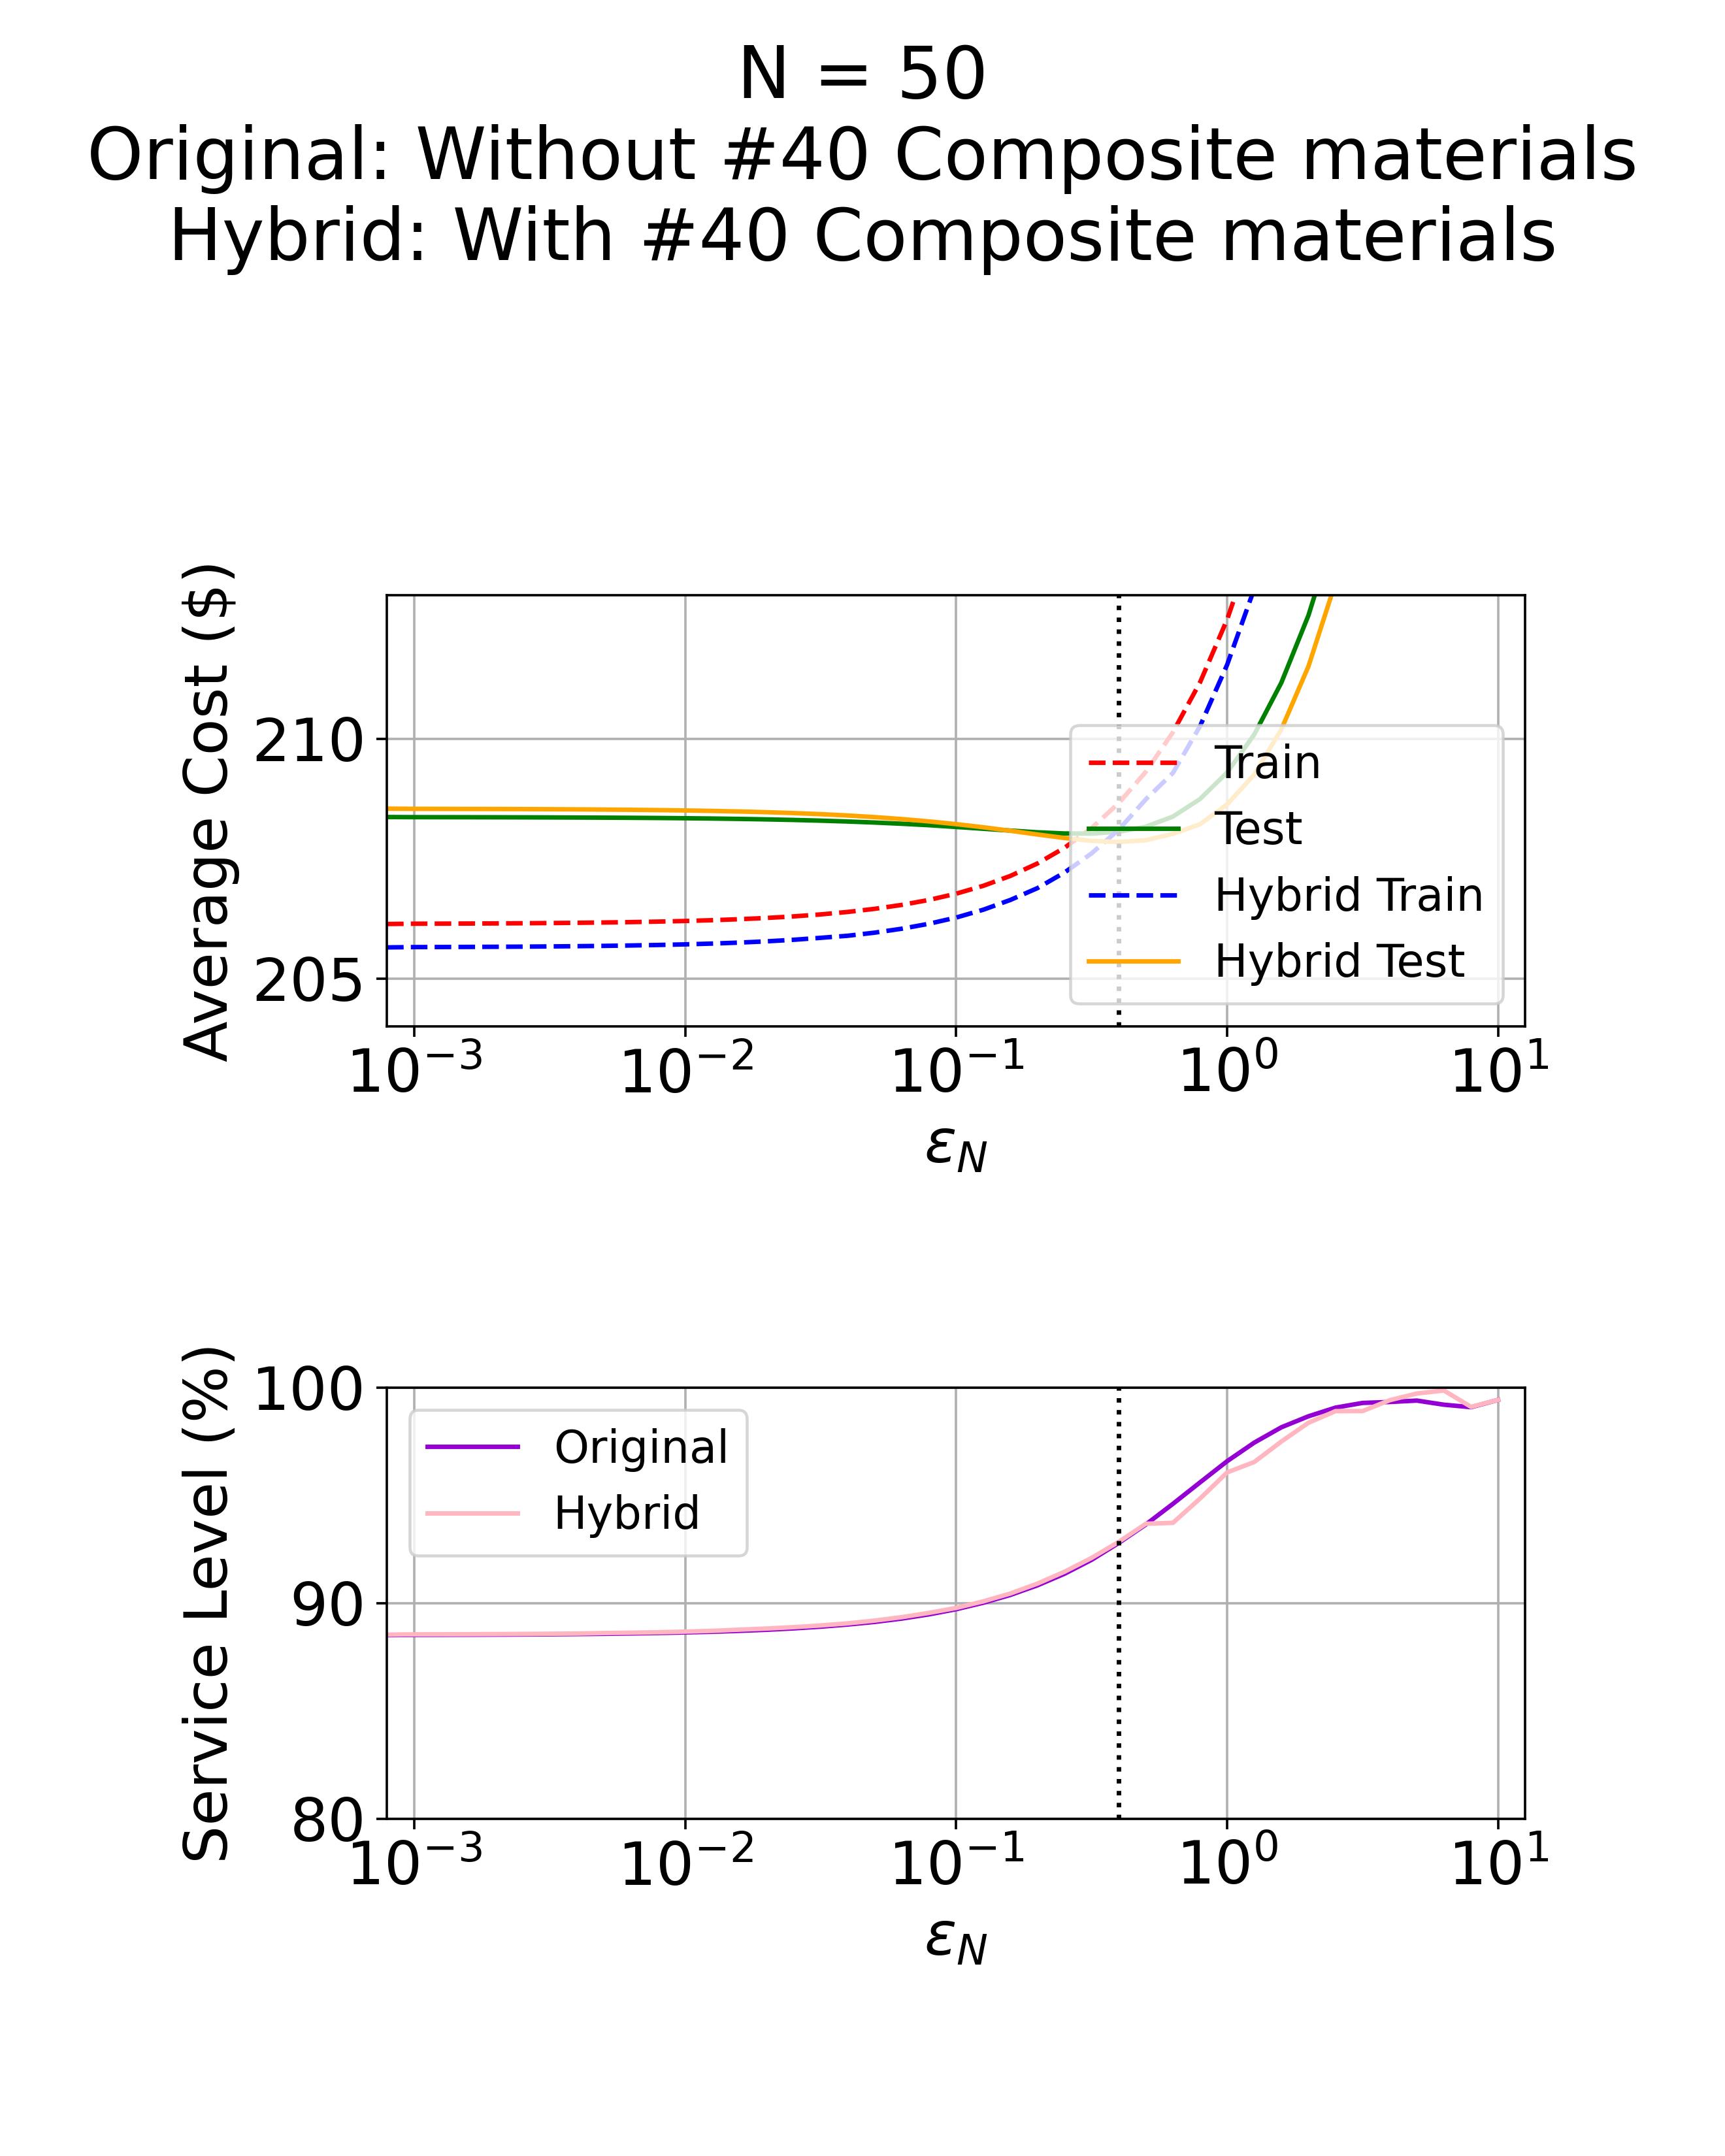 N = 50
Original: Without #40 Composite materials
Hybrid: With #40 Composite materials
Average Cost ($)
210
205
Train
Test
Hybrid Train
Hybrid Test
10⁻³ 10⁻² 10⁻¹ 10⁰ 10¹
ε_N
Service Level (%)
100
90
80
Original
Hybrid
10⁻³ 10⁻² 10⁻¹ 10⁰ 10¹
ε_N